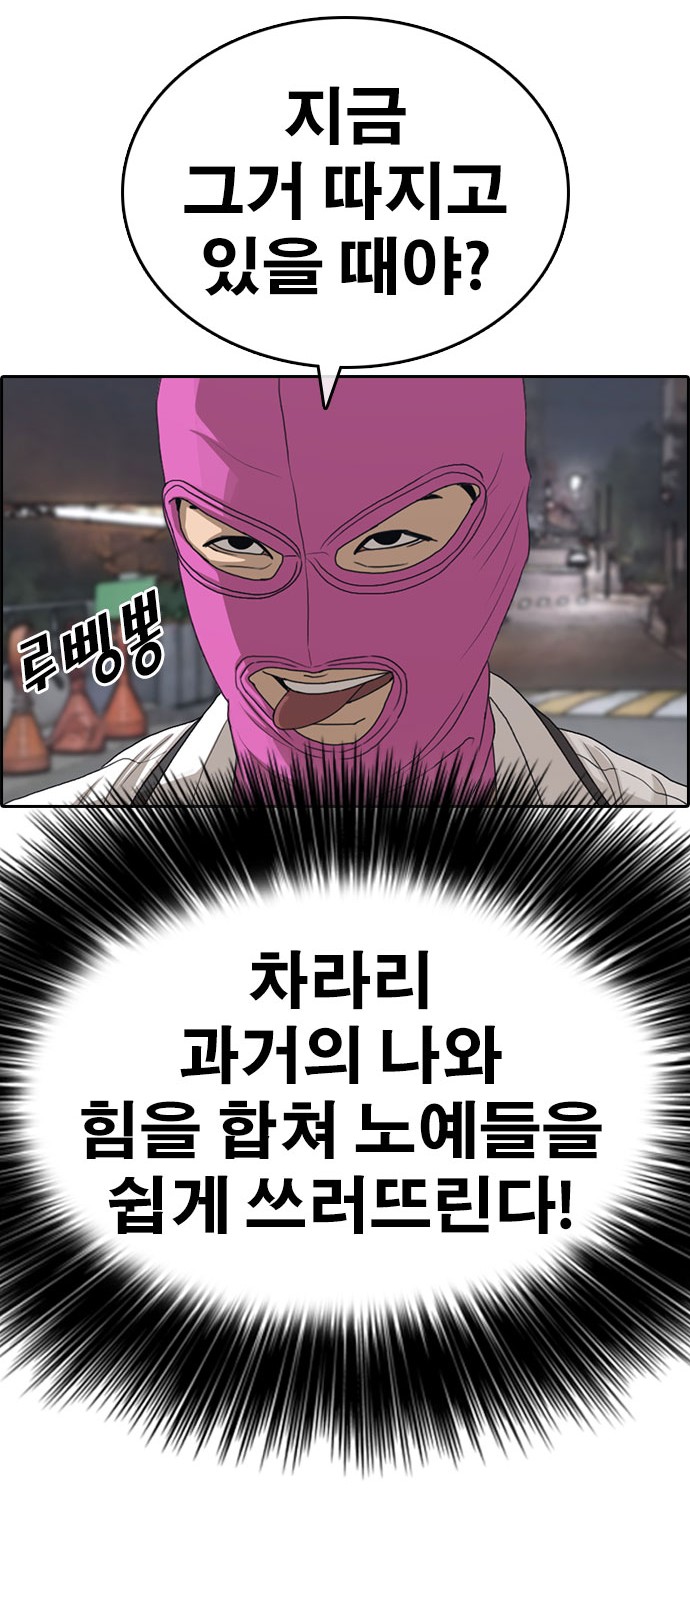 지금
그거 따지고
있을 때야?
루삥뽕
차라리
과거의 나와
힘을 합쳐 노예들을
쉽게 쓰러뜨린다!